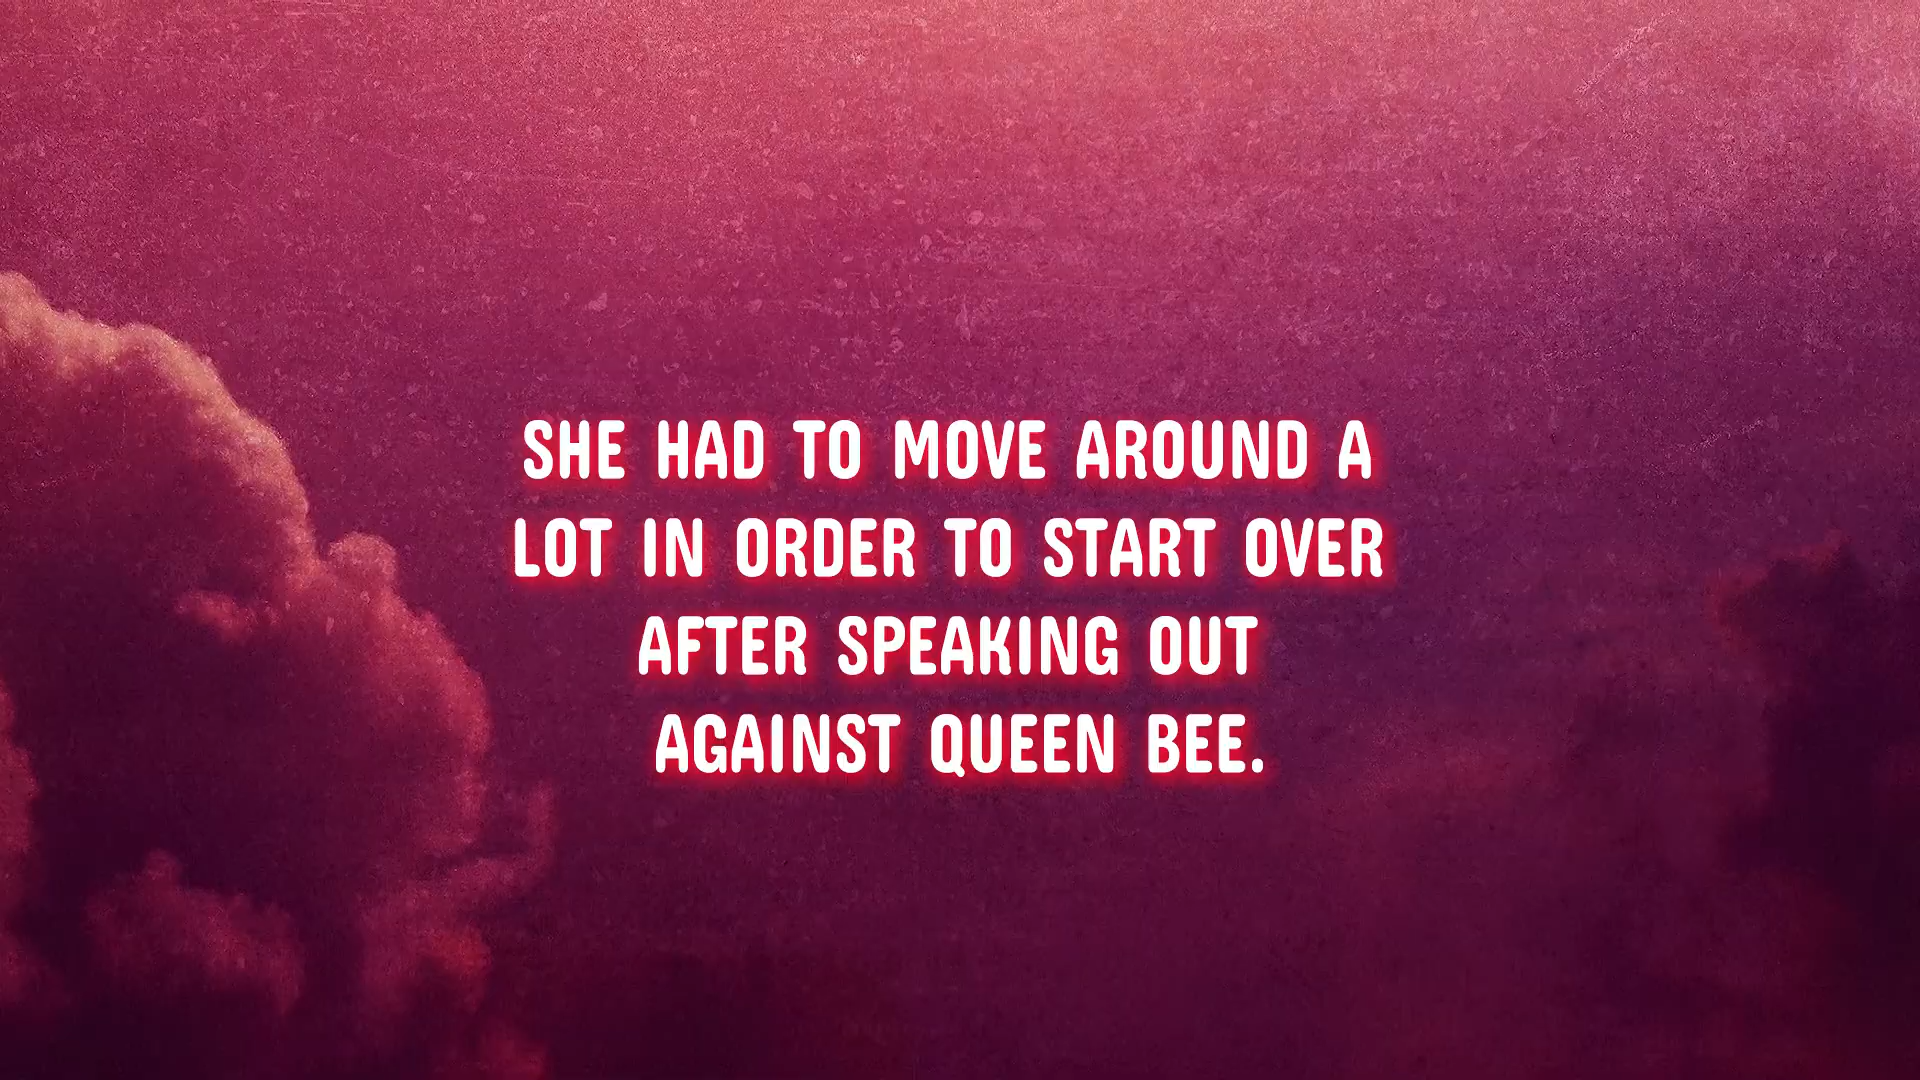 SHE HAD TO MOVE AROUND A
LOT IN ORDER TO START OVER
AFTER SPEAKING OUT
AGAINST QUEEN BEE.